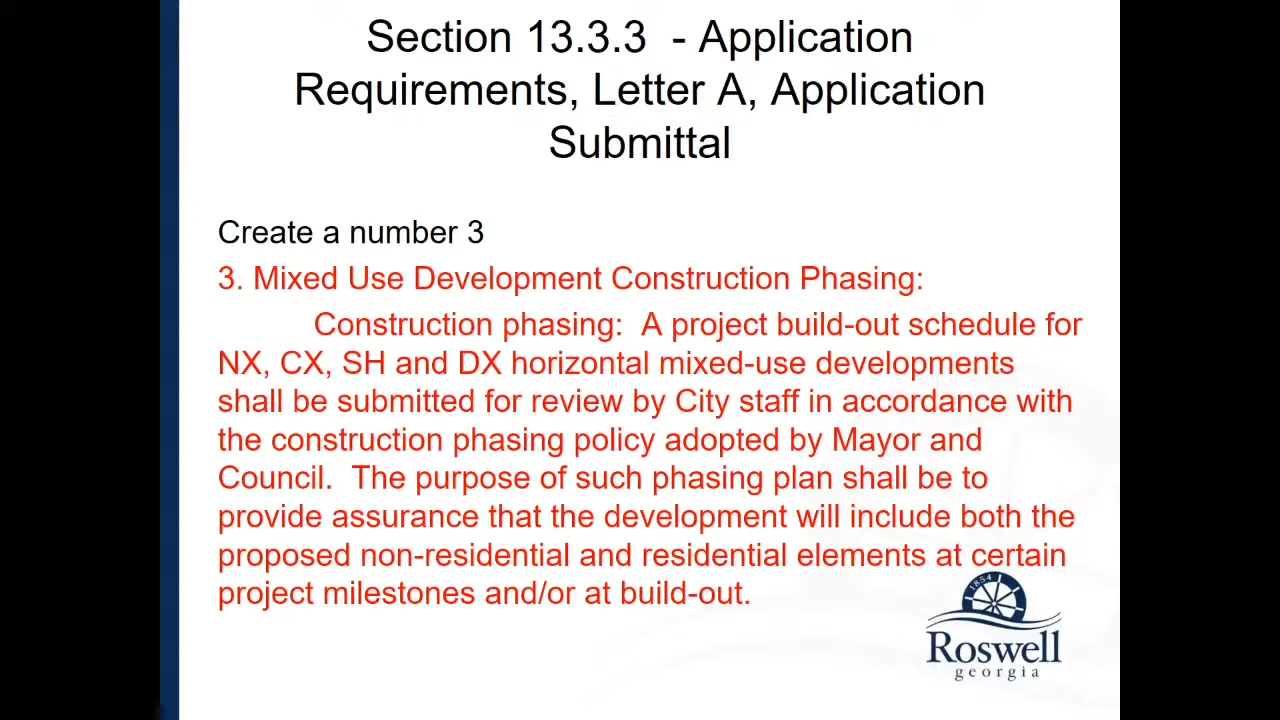 Section 13.3.3  - Application
Requirements, Letter A, Application
Submittal
Create a number 3
3. Mixed Use Development Construction Phasing:
Construction phasing:  A project build-out schedule for
NX, CX, SH and DX horizontal mixed-use developments
shall be submitted for review by City staff in accordance with
the construction phasing policy adopted by Mayor and
Council.  The purpose of such phasing plan shall be to
provide assurance that the development will include both the
proposed non-residential and residential elements at certain
project milestones and/or at build-out.
1854
Roswell
georgia